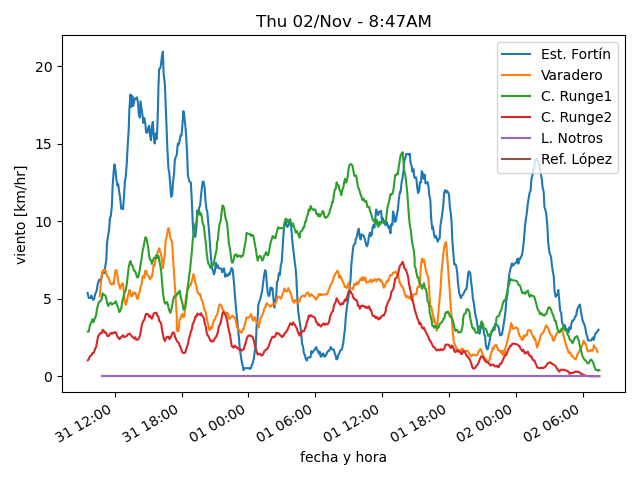 Thu 02/Nov - 8:47AM
Est. Fortín
Varadero
C. Runge1
C. Runge2
L. Notros
Ref. López
viento [km/hr]
20
15
10
5
0
31 12:00
31 18:00
01 00:00
01 06:00
01 12:00
01 18:00
02 00:00
02 06:00
fecha y hora